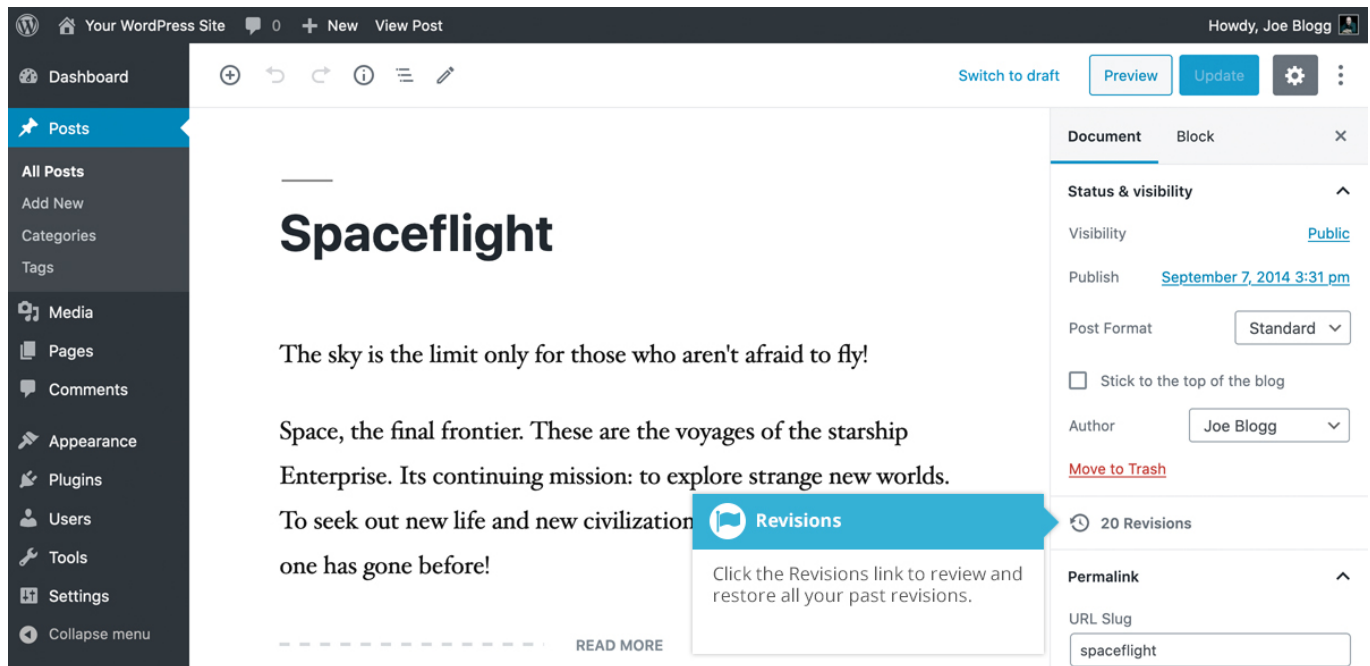 Your WordPress Site 0 New View Post Howdy, Joe Blogg
Dashboard
Posts
All Posts
Add New
Categories
Tags
Media
Pages
Comments
Appearance
Plugins
Users
Tools
Settings
Collapse menu
Switch to draft Preview Update
Spaceflight
The sky is the limit only for those who aren't afraid to fly!
Space, the final frontier. These are the voyages of the starship
Enterprise. Its continuing mission: to explore strange new worlds.
To seek out new life and new civilization
one has gone before!
READ MORE
Revisions
Click the Revisions link to review and
restore all your past revisions.
Document Block
Status & visibility
Visibility Public
Publish September 7, 2014 3:31 pm
Post Format Standard
Stick to the top of the blog
Author Joe Blogg
Move to Trash
20 Revisions
Permalink
URL Slug
spaceflight